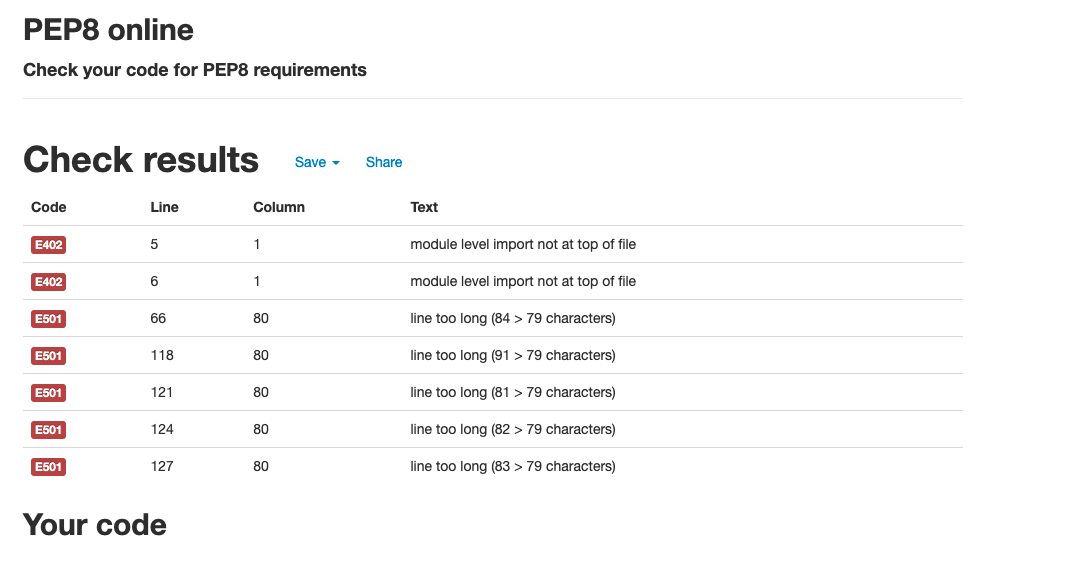 PEP8 online
Check your code for PEP8 requirements
Check results Save Share
Code Line Column Text
E402 5 1 module level import not at top of file
E402 6 1 module level import not at top of file
E501 66 80 line too long (84 > 79 characters)
E501 118 80 line too long (91 > 79 characters)
E501 121 80 line too long (81 > 79 characters)
E501 124 80 line too long (82 > 79 characters)
E501 127 80 line too long (83 > 79 characters)
Your code